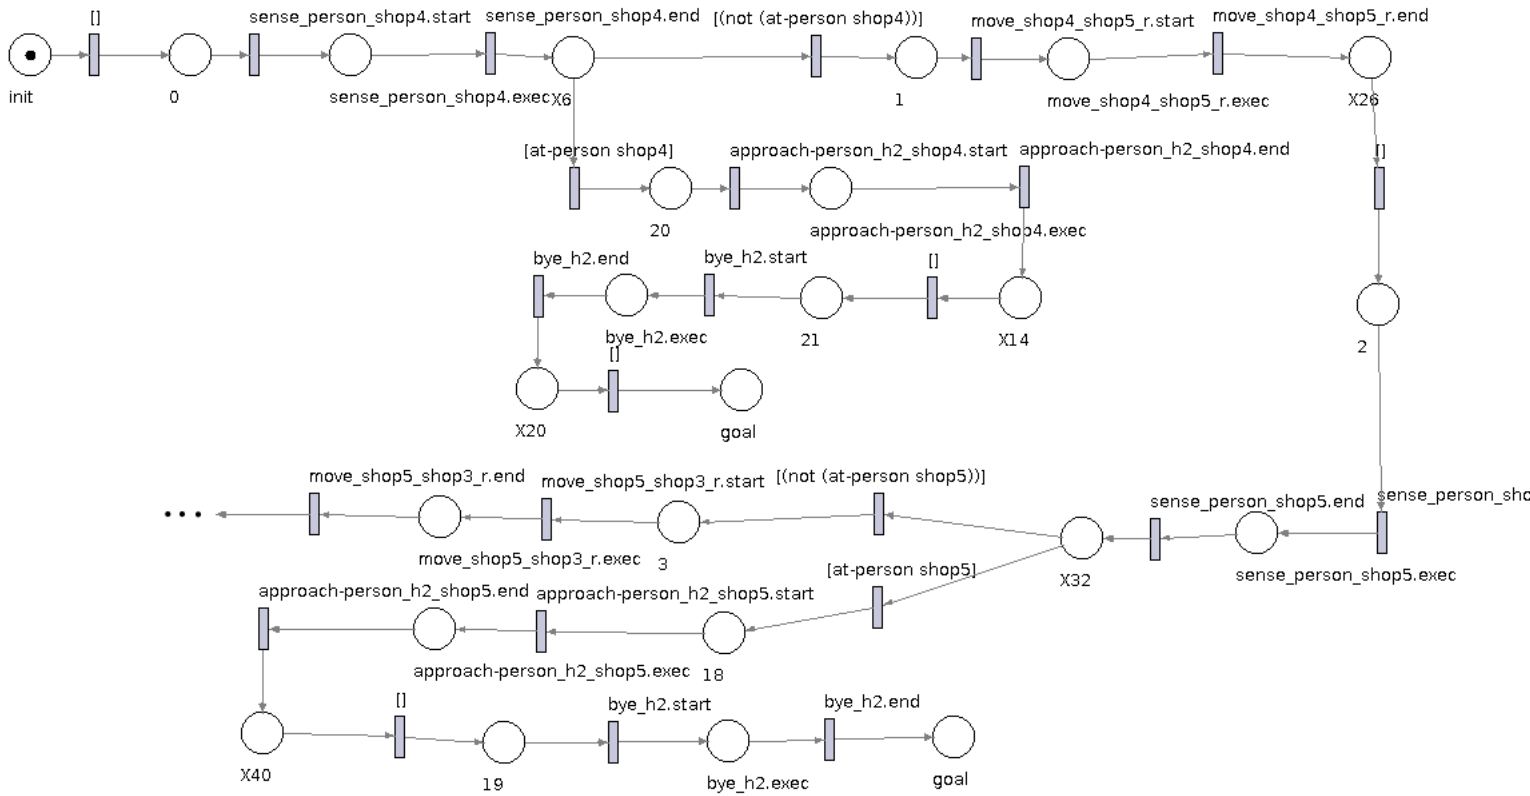 []
sense_person_shop4.start
sense_person_shop4.end
[(not (at-person shop4))]
move_shop4_shop5_r.start
move_shop4_shop5_r.end
init
0
sense_person_shop4.exec
X6
1
move_shop4_shop5_r.exec
X26
[at-person shop4]
approach-person_h2_shop4.start
approach-person_h2_shop4.end
[]
20
approach-person_h2_shop4.exec
bye_h2.end
bye_h2.start
[]
bye_h2.exec
21
X14
2
[]
X20
goal
move_shop5_shop3_r.end
move_shop5_shop3_r.start
[(not (at-person shop5))]
sense_person_shop5.end
sense_person_sho
move_shop5_shop3_r.exec
3
[at-person shop5]
X32
sense_person_shop5.exec
approach-person_h2_shop5.end
approach-person_h2_shop5.start
approach-person_h2_shop5.exec
18
[]
bye_h2.start
bye_h2.end
X40
19
bye_h2.exec
goal